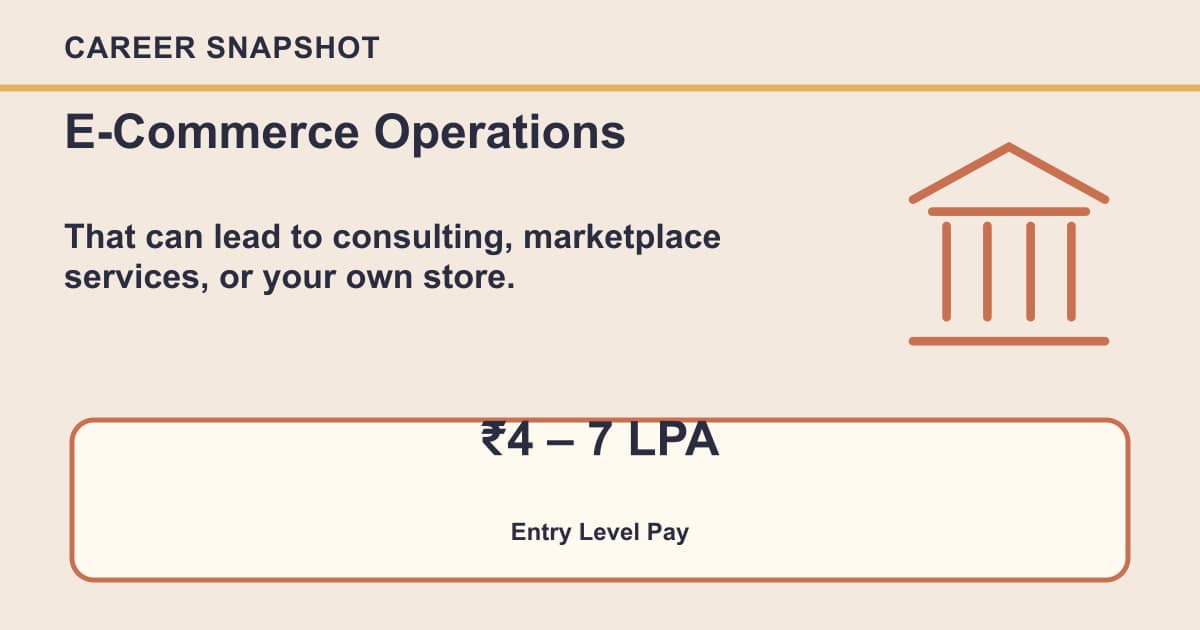 CAREER SNAPSHOT
E-Commerce Operations
That can lead to consulting, marketplace
services, or your own store.
₹4 – 7 LPA
Entry Level Pay